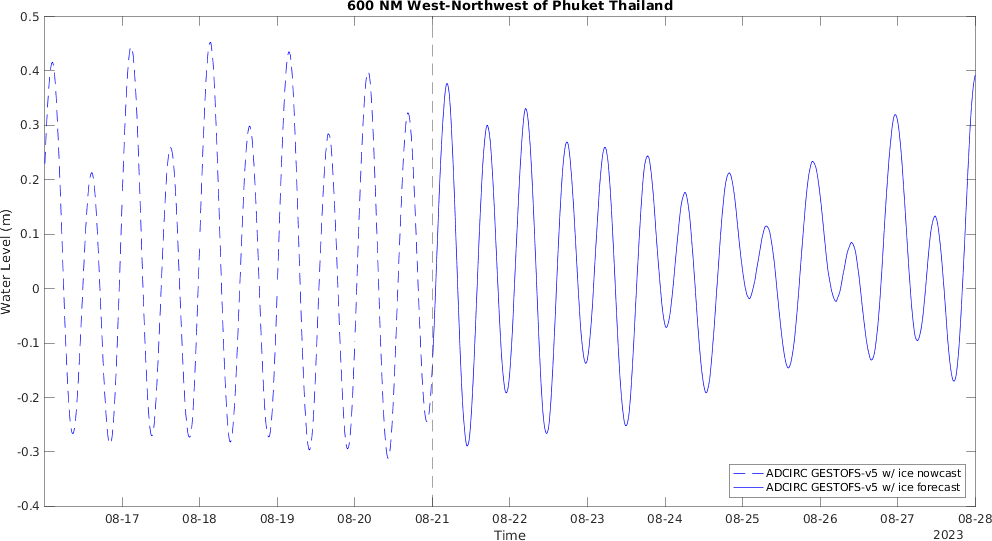 600 NM West-Northwest of Phuket Thailand
0.5
0.4
0.3
0.2
0.1
0
-0.1
-0.2
-0.3
-0.4
Water Level (m)
ADCIRC GESTOFS-v5 w/ ice nowcast
ADCIRC GESTOFS-v5 w/ ice forecast
08-17 08-18 08-19 08-20 08-21 08-22 08-23 08-24 08-25 08-26 08-27 08-28
Time
2023